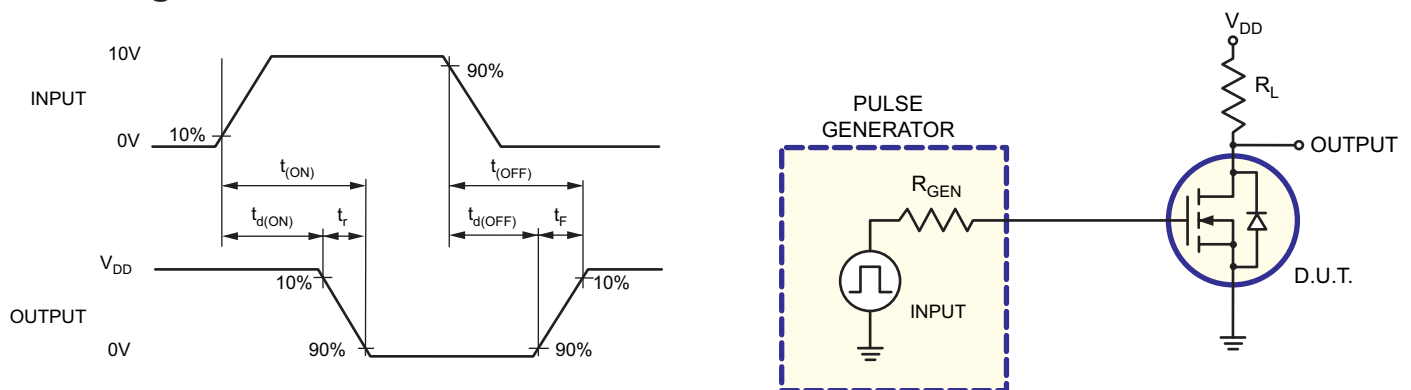 10V
INPUT
0V
10%
90%
t(ON)
t(OFF)
td(ON)
tr
td(OFF)
tF
VDD
10%
10%
OUTPUT
0V
90%
90%
VDD
RL
PULSE
GENERATOR
OUTPUT
RGEN
INPUT
D.U.T.